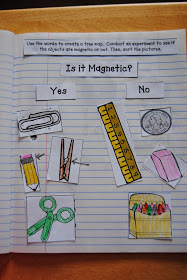 Use the words to create a tree map. Conduct an experiment to see if
the objects are magnetic or not. Then, sort the pictures.
Is it Magnetic?
Yes
No